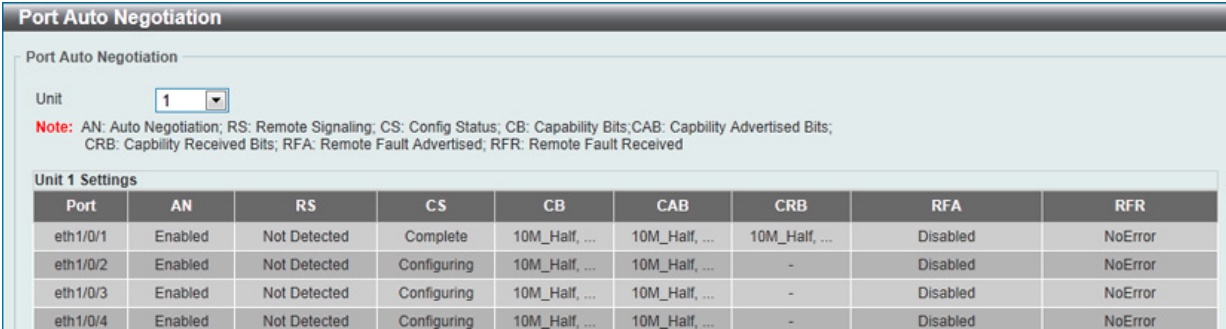 Port Auto Negotiation
Port Auto Negotiation
Unit 1
Note: AN: Auto Negotiation; RS: Remote Signaling; CS: Config Status; CB: Capability Bits;CAB: Capbility Advertised Bits;
CRB: Capbility Received Bits; RFA: Remote Fault Advertised; RFR: Remote Fault Received
Unit 1 Settings
Port AN RS CS CB CAB CRB RFA RFR
eth1/0/1 Enabled Not Detected Complete 10M_Half, ... 10M_Half, ... 10M_Half, ... Disabled NoError
eth1/0/2 Enabled Not Detected Configuring 10M_Half, ... 10M_Half, ... - Disabled NoError
eth1/0/3 Enabled Not Detected Configuring 10M_Half, ... 10M_Half, ... - Disabled NoError
eth1/0/4 Enabled Not Detected Configuring 10M_Half, ... 10M_Half, ... - Disabled NoError